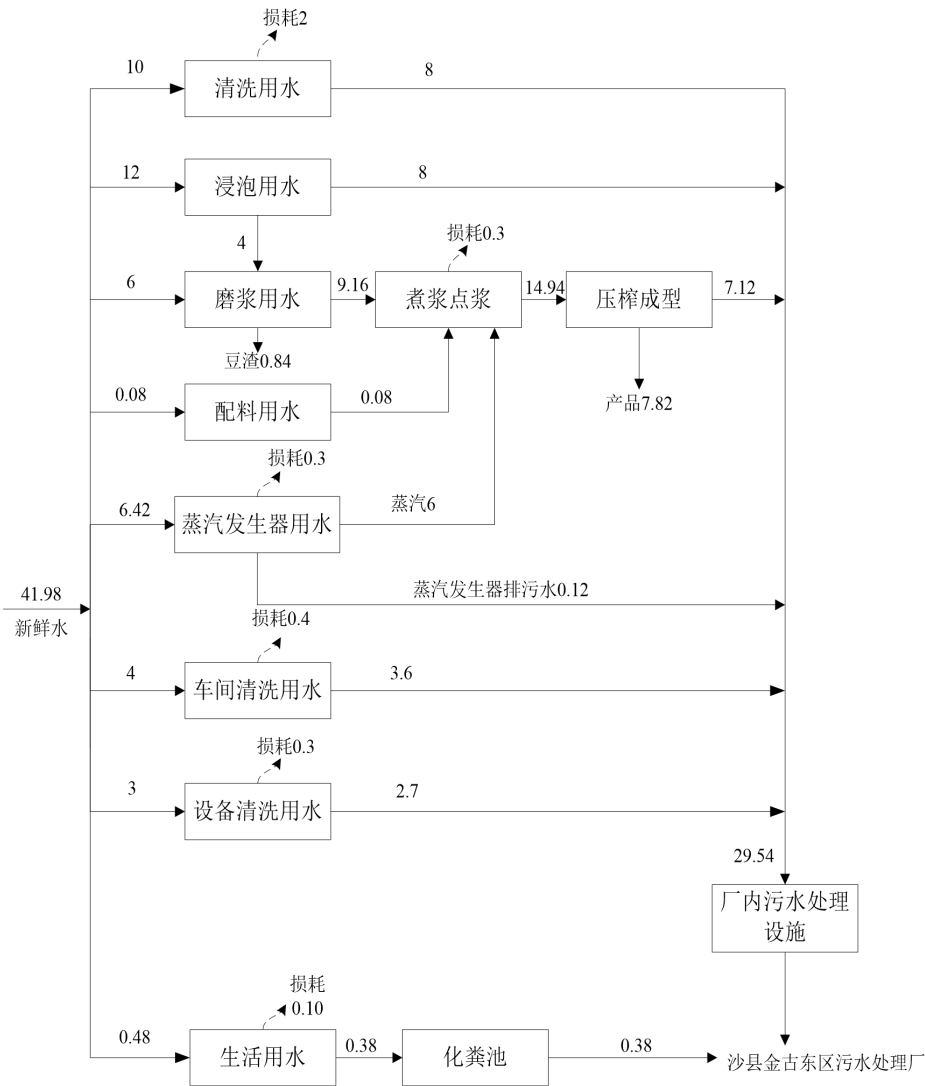 损耗2
10
清洗用水
8
12
浸泡用水
8
4
损耗0.3
6
磨浆用水
9.16
煮浆点浆
14.94
压榨成型
7.12
豆渣0.84
产品7.82
0.08
配料用水
0.08
损耗0.3
6.42
蒸汽发生器用水
蒸汽6
蒸汽发生器排污水0.12
41.98
新鲜水
损耗0.4
4
车间清洗用水
3.6
损耗0.3
3
设备清洗用水
2.7
29.54
厂内污水处理
设施
损耗
0.10
0.48
生活用水
0.38
化粪池
0.38
沙县金古东区污水处理厂